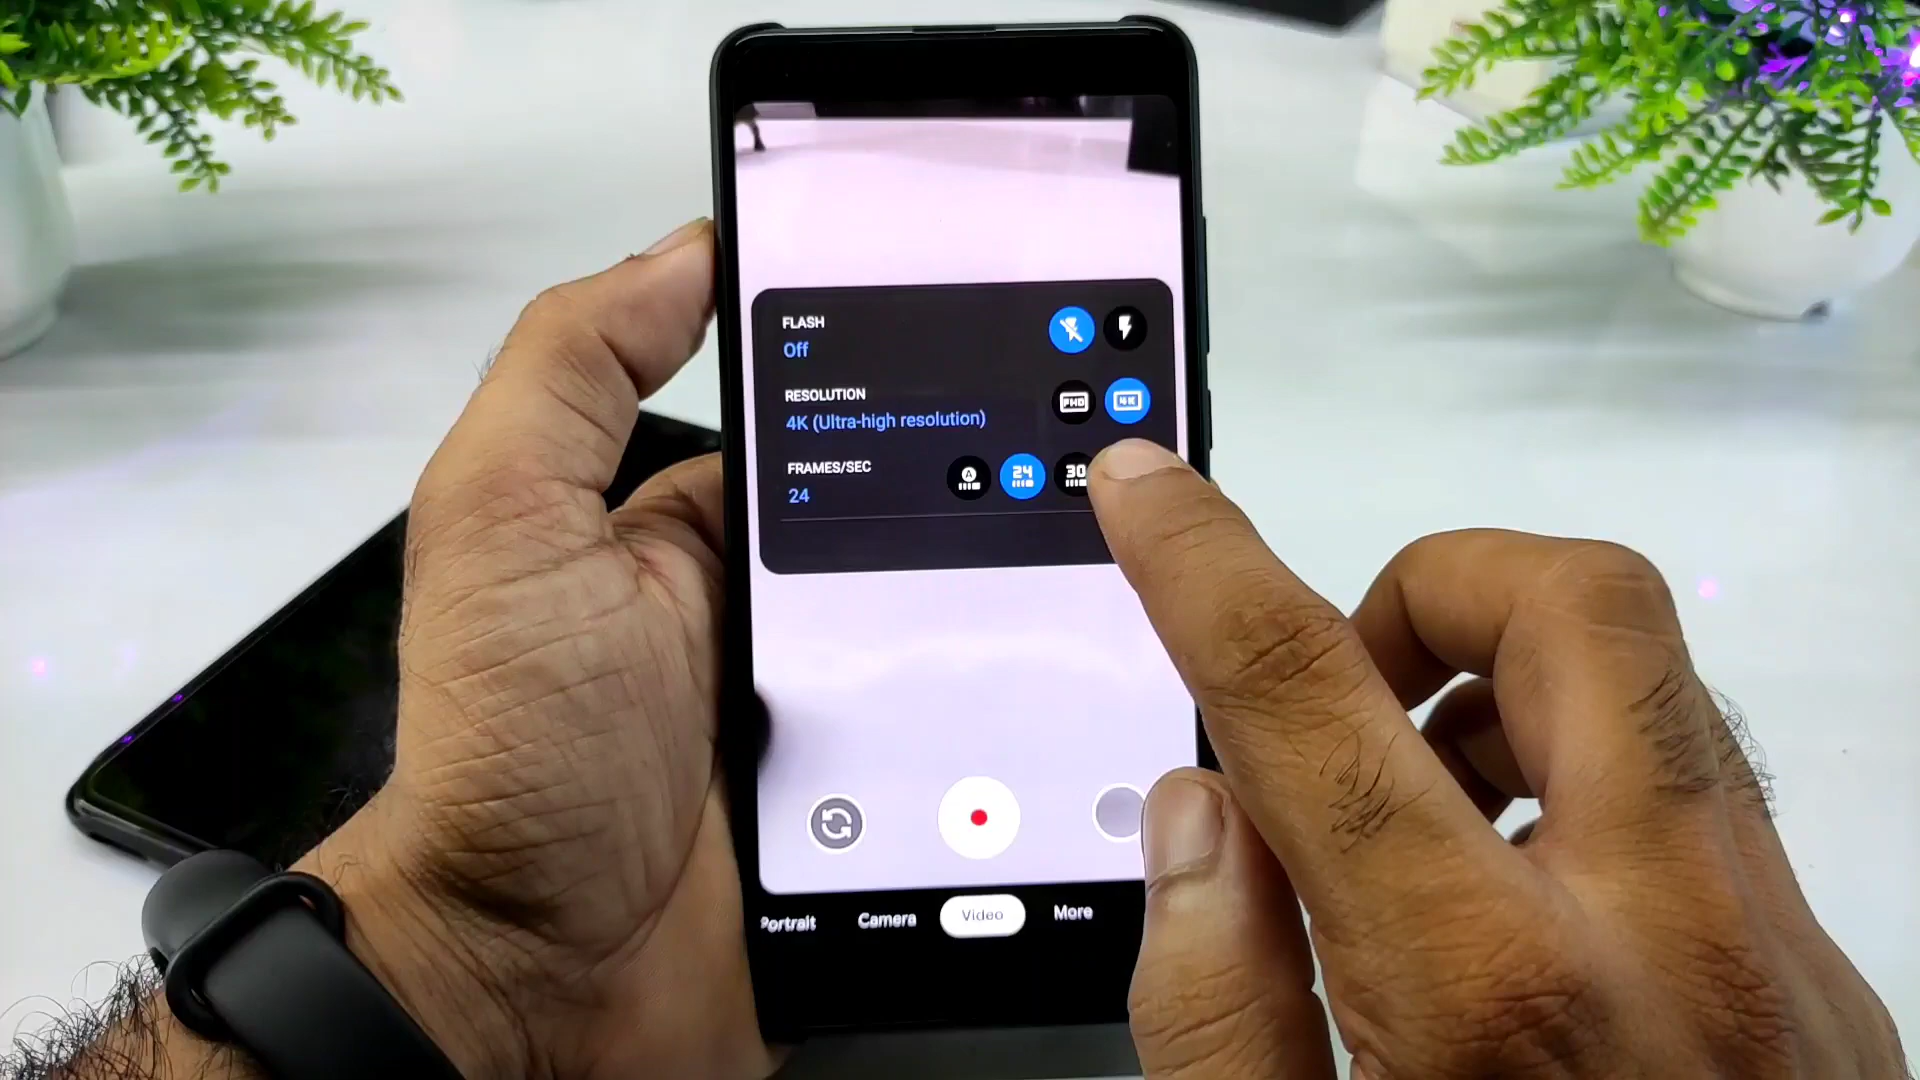 FLASH
Off
RESOLUTION
4K (Ultra-high resolution)
FHD
4K
FRAMES/SEC
24
A
24
30
Portrait
Camera
Video
More